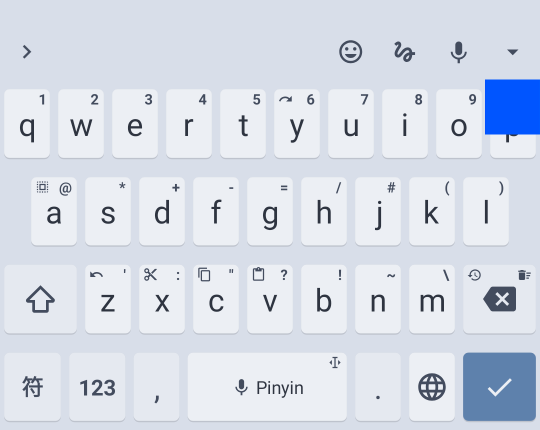 1 2 3 4 5 6 7 8 9
q w e r t y u i o
@ * + - = / # ( )
a s d f g h j k l
' : " ? ! ~ \
z x c v b n m
符 123 , Pinyin .